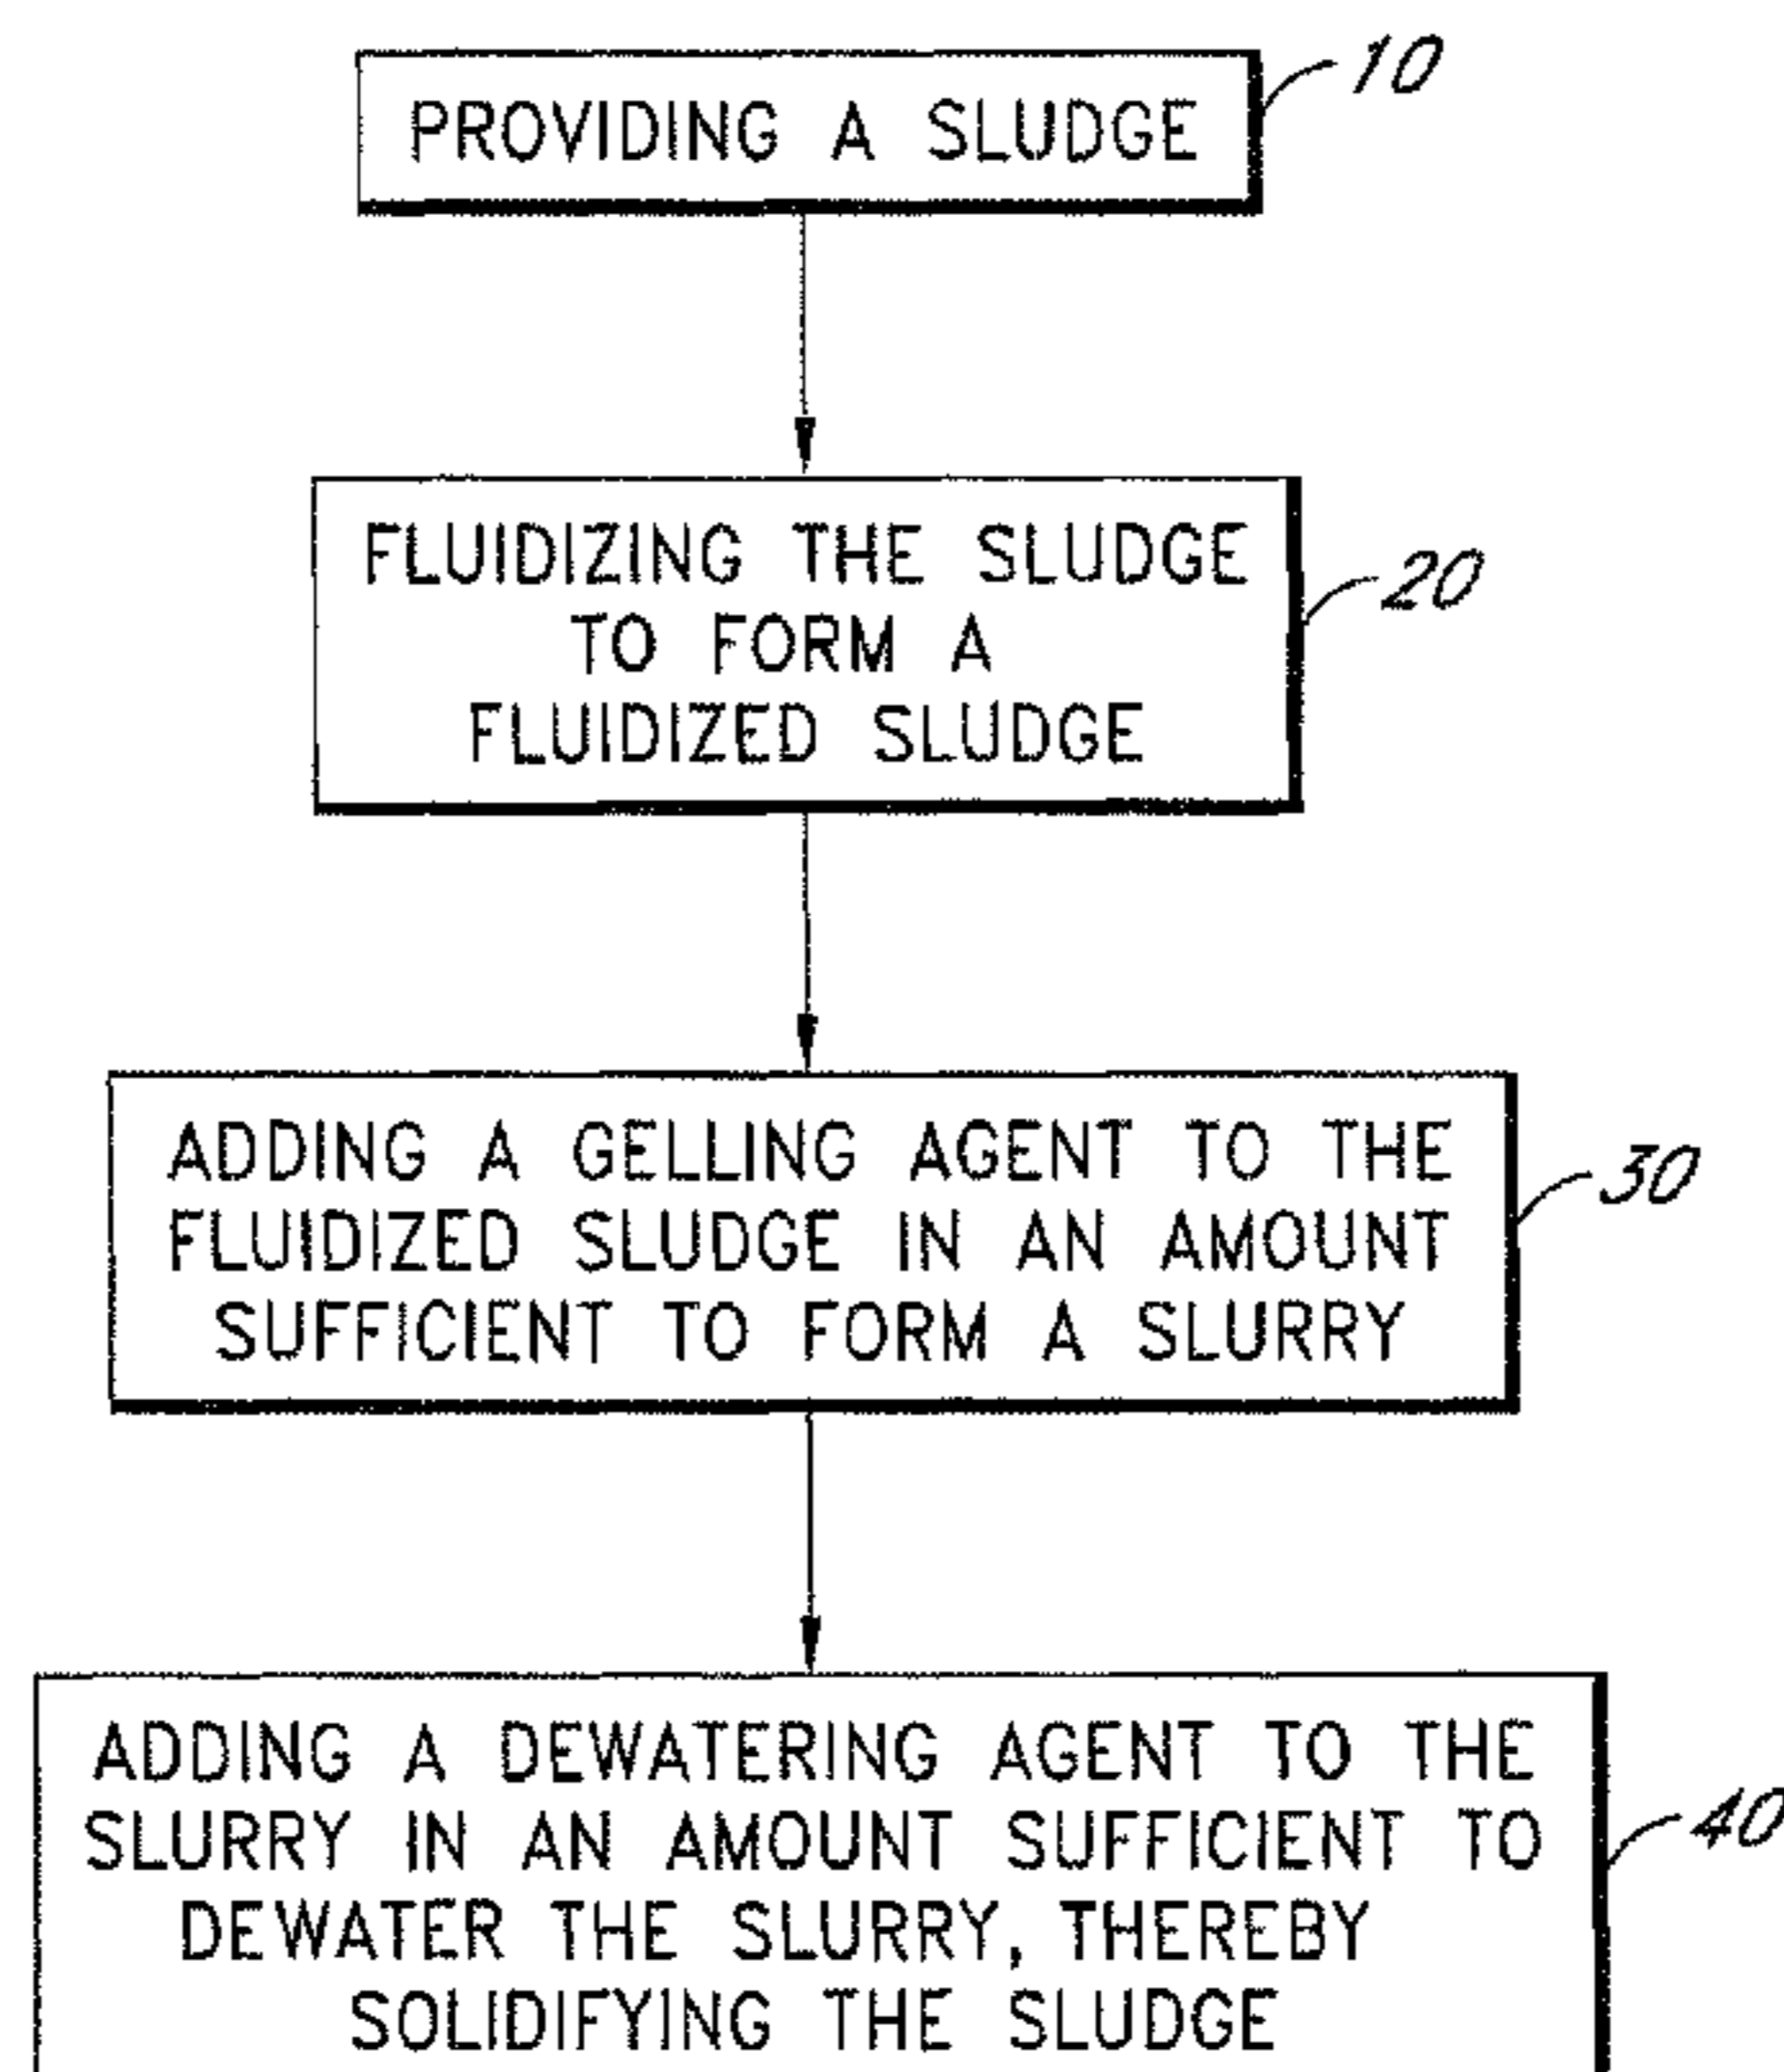 10
PROVIDING A SLUDGE
FLUIDIZING THE SLUDGE
TO FORM A
FLUIDIZED SLUDGE
20
ADDING A GELLING AGENT TO THE
FLUIDIZED SLUDGE IN AN AMOUNT
SUFFICIENT TO FORM A SLURRY
30
ADDING A DEWATERING AGENT TO THE
SLURRY IN AN AMOUNT SUFFICIENT TO
DEWATER THE SLURRY, THEREBY
SOLIDIFYING THE SLUDGE
40